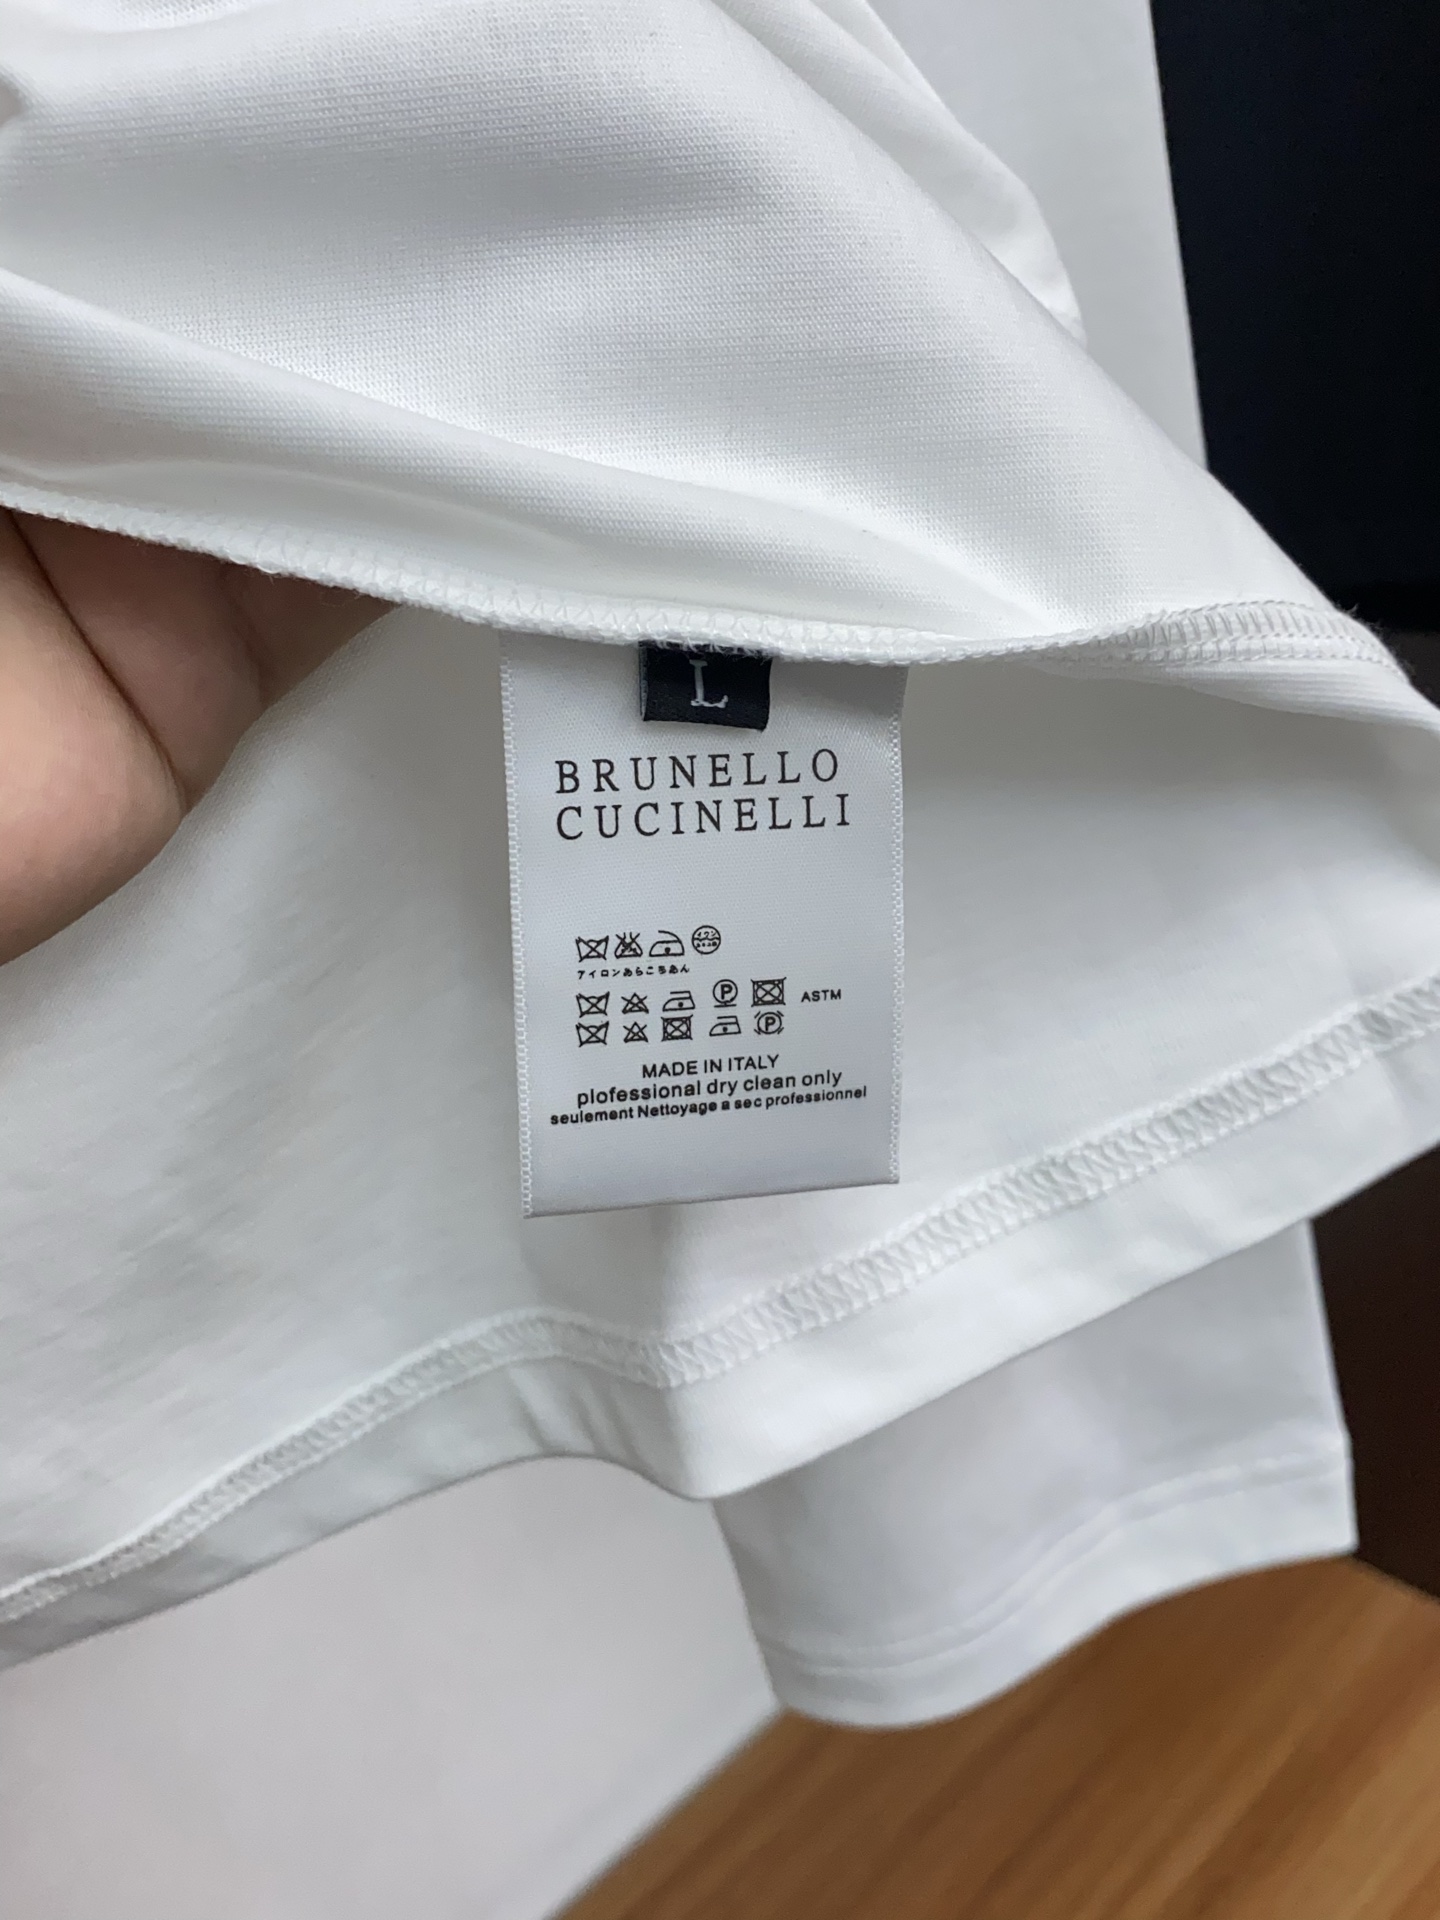 L
BRUNELLO
CUCINELLI
アイロンあらころあん
P ASTM
P
MADE IN ITALY
plofessional dry clean only
seulement Nettoyage a sec professionnel